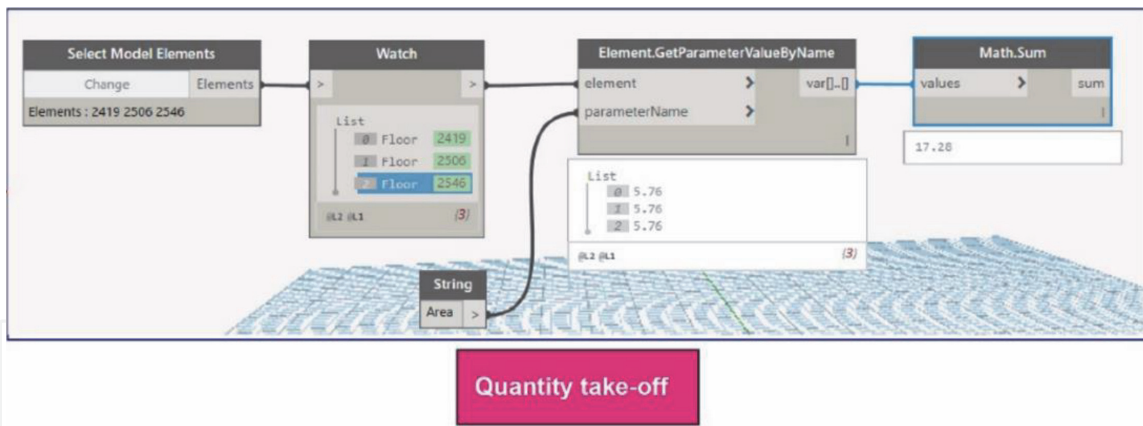 Select Model Elements
Change Elements
Elements : 2419 2506 2546
Watch
> >
List
0 Floor 2419
1 Floor 2506
2 Floor 2546
@L2 @L1 {3}
String
Area >
Element.GetParameterValueByName
element > var[]..[]
parameterName >
List
0 5.76
1 5.76
2 5.76
@L2 @L1 {3}
Math.Sum
values > sum
17.28
Quantity take-off